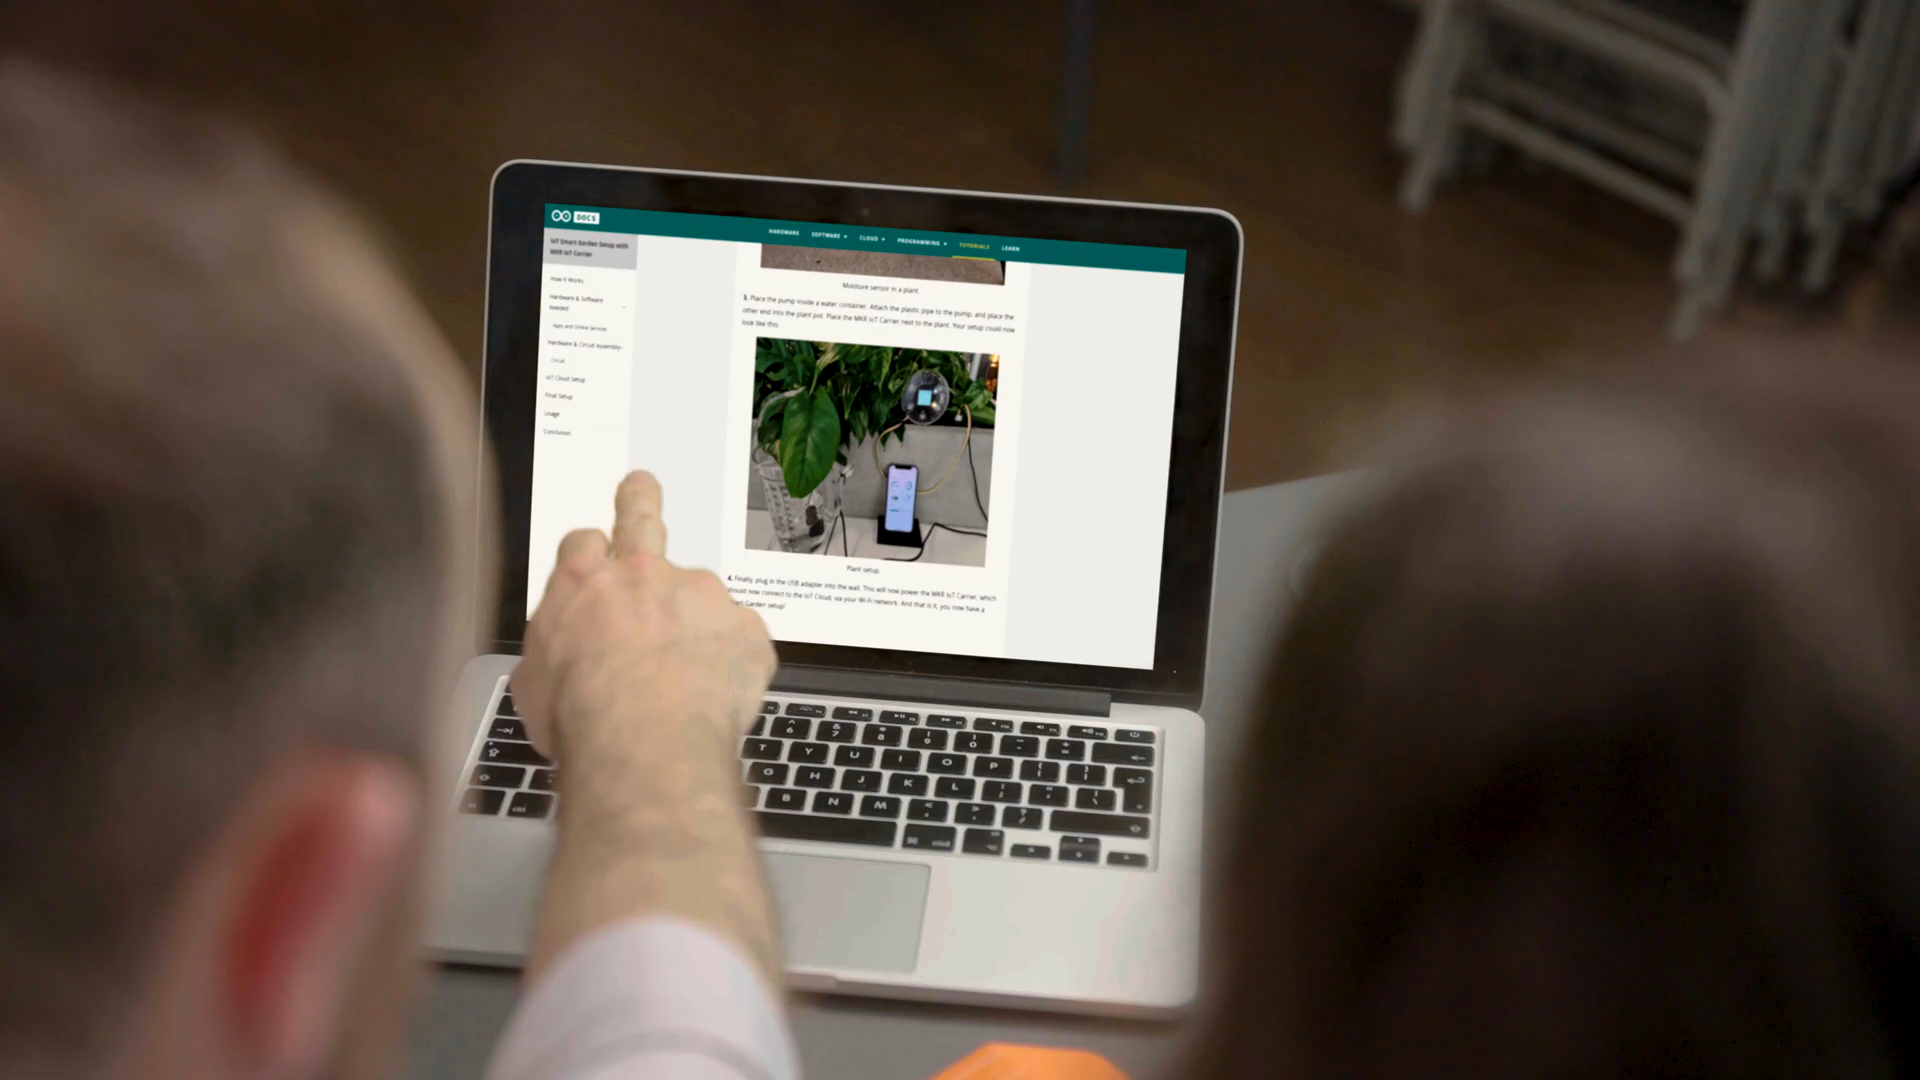 DOCS
HARDWARE SOFTWARE CLOUD PROGRAMMING TUTORIALS LEARN
IoT Smart Garden Setup with
MKR IoT Carrier
How It Works
Hardware & Software
Needed
Apps and Online Services
Hardware & Circuit Assembly
Circuit
IoT Cloud Setup
Final Setup
Usage
Conclusion
Moisture sensor in a plant.
3. Place the pump inside a water container. Attach the plastic pipe to the pump, and place the
other end into the plant pot. Place the MKR IoT Carrier next to the plant. Your setup could now
look like this:
Plant setup.
4. Finally, plug in the USB adapter into the wall. This will now power the MKR IoT Carrier, which
should now connect to the IoT Cloud, via your Wi-Fi network. And that is it, you now have a
Garden setup!
6 7 8 9 0
T Y U I O P
G H J K L
B N M